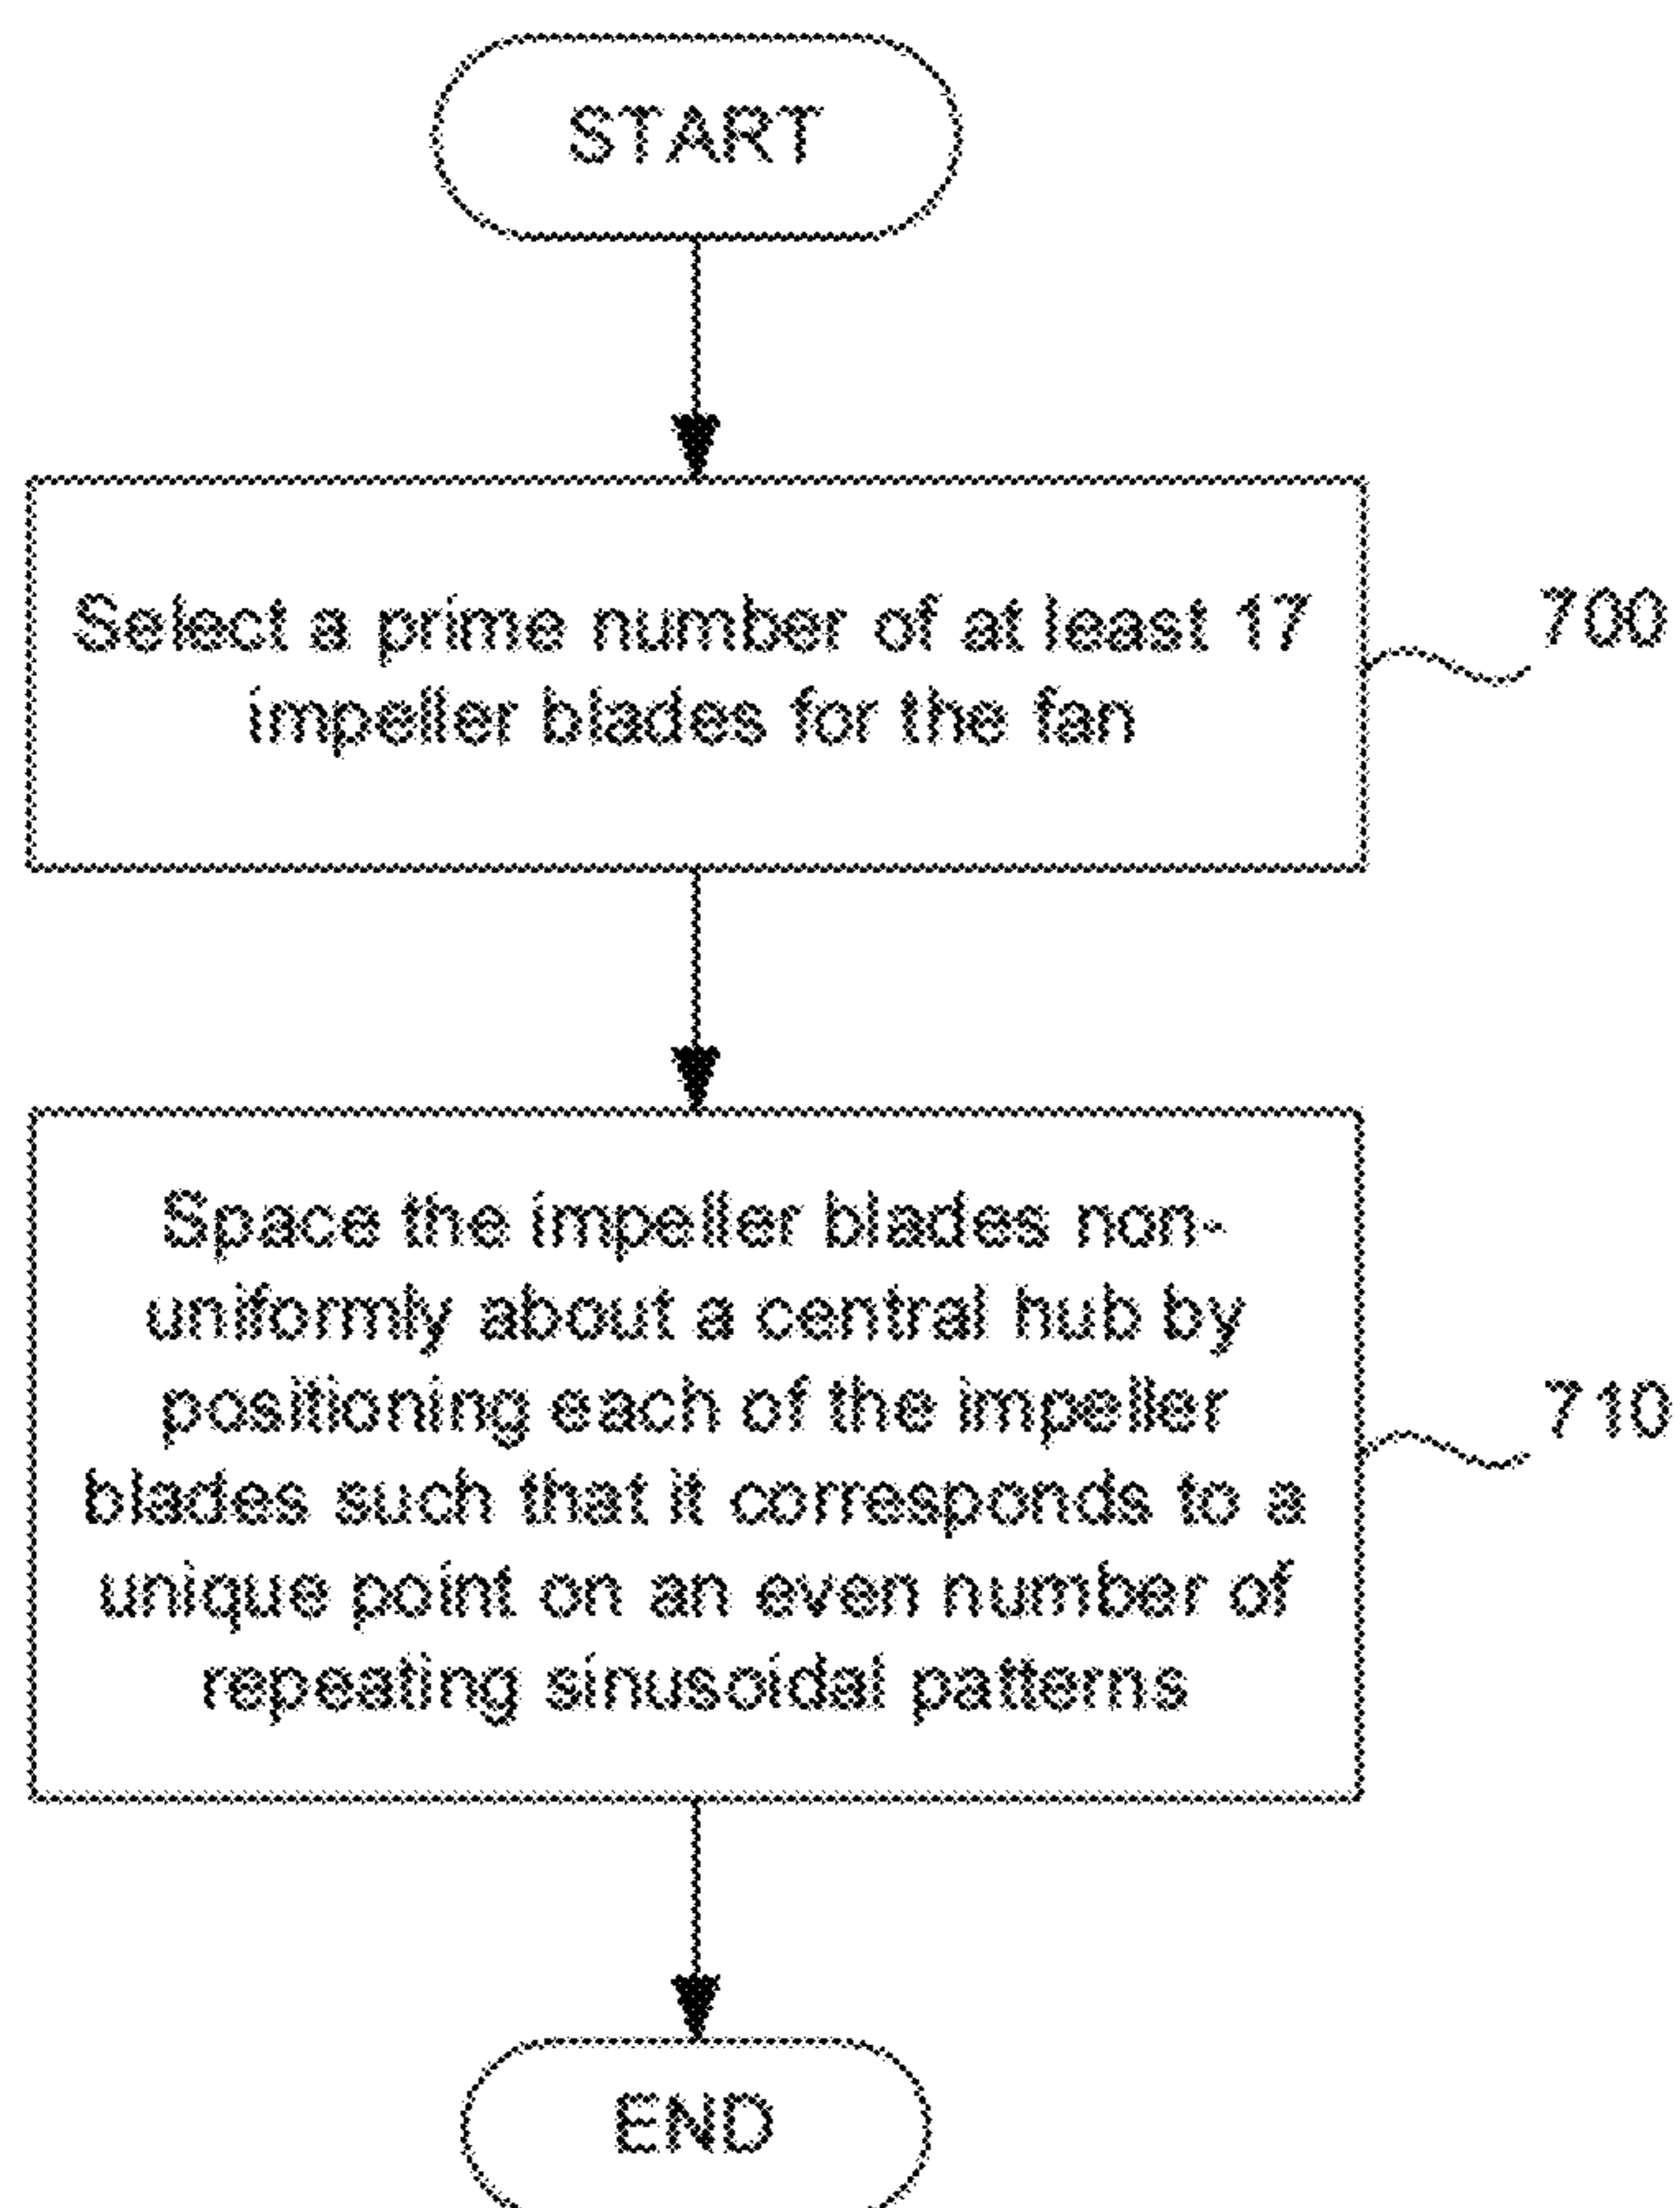 START
Select a prime number of at least 17
impeller blades for the fan
700
Space the impeller blades non-
uniformly about a central hub by
positioning each of the impeller
blades such that it corresponds to a
unique point on an even number of
repeating sinusoidal patterns
710
END